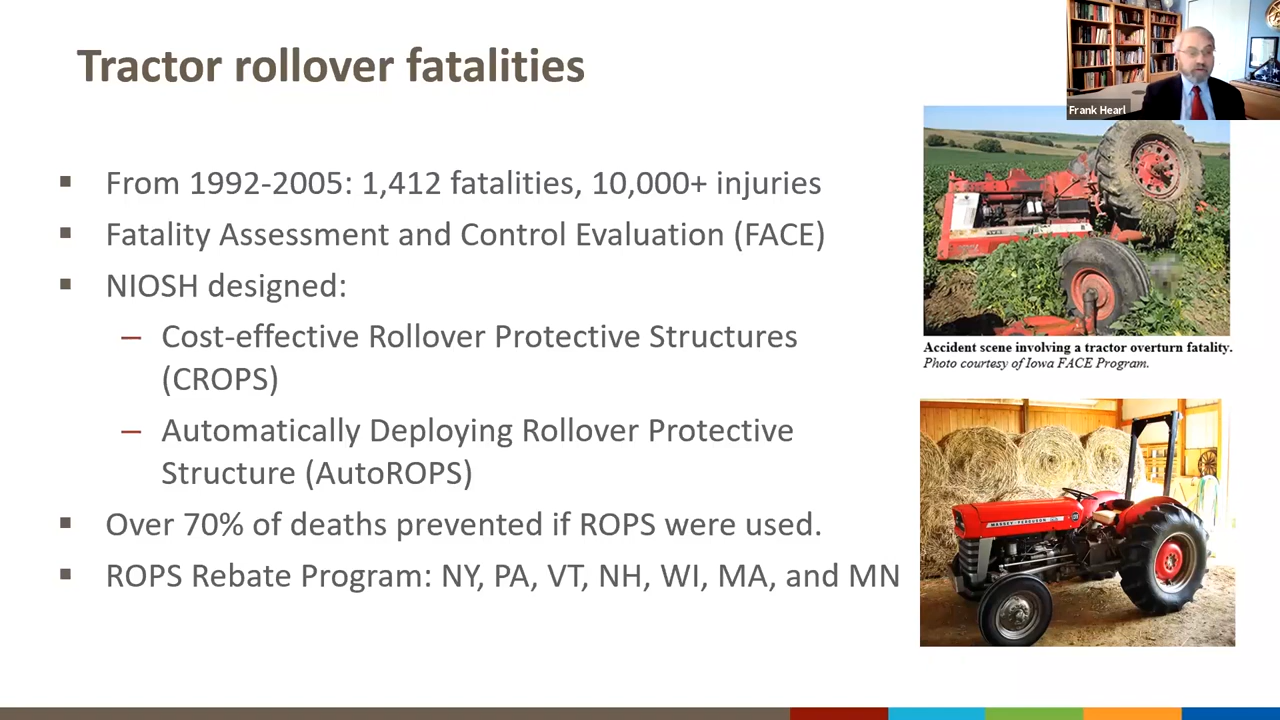 Tractor rollover fatalities
Frank Hearl
From 1992-2005: 1,412 fatalities, 10,000+ injuries
Fatality Assessment and Control Evaluation (FACE)
NIOSH designed:
– Cost-effective Rollover Protective Structures
(CROPS)
– Automatically Deploying Rollover Protective
Structure (AutoROPS)
Over 70% of deaths prevented if ROPS were used.
ROPS Rebate Program: NY, PA, VT, NH, WI, MA, and MN
Accident scene involving a tractor overturn fatality.
Photo courtesy of Iowa FACE Program.
MASSEY FERGUSON